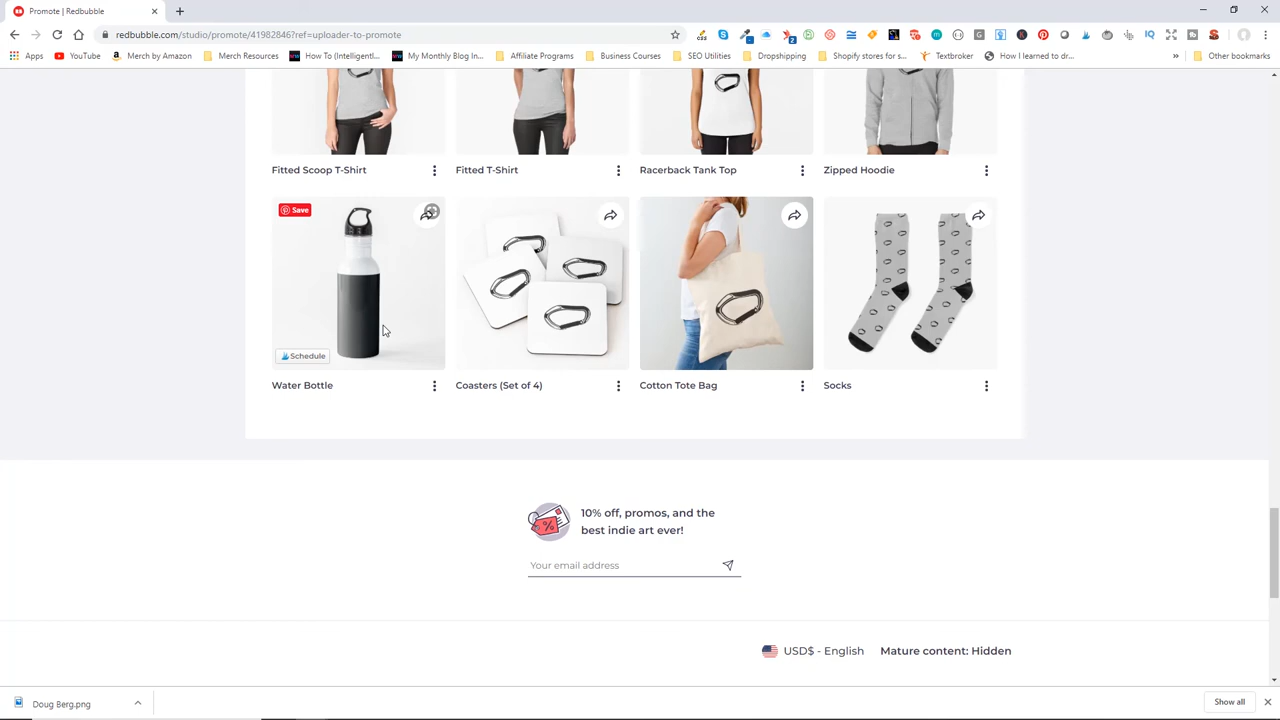 Promote | Redbubble
redbubble.com/studio/promote/41982846?ref=uploader-to-promote
Apps YouTube Merch by Amazon Merch Resources How To (Intelligentl... My Monthly Blog In... Affiliate Programs Business Courses SEO Utilities Dropshipping Shopify stores for s... Textbroker How I learned to dr... » Other bookmarks
Fitted Scoop T-Shirt Fitted T-Shirt Racerback Tank Top Zipped Hoodie
Save
Schedule
Water Bottle Coasters (Set of 4) Cotton Tote Bag Socks
10% off, promos, and the
best indie art ever!
Your email address
USD$ - English Mature content: Hidden
Doug Berg.png Show all